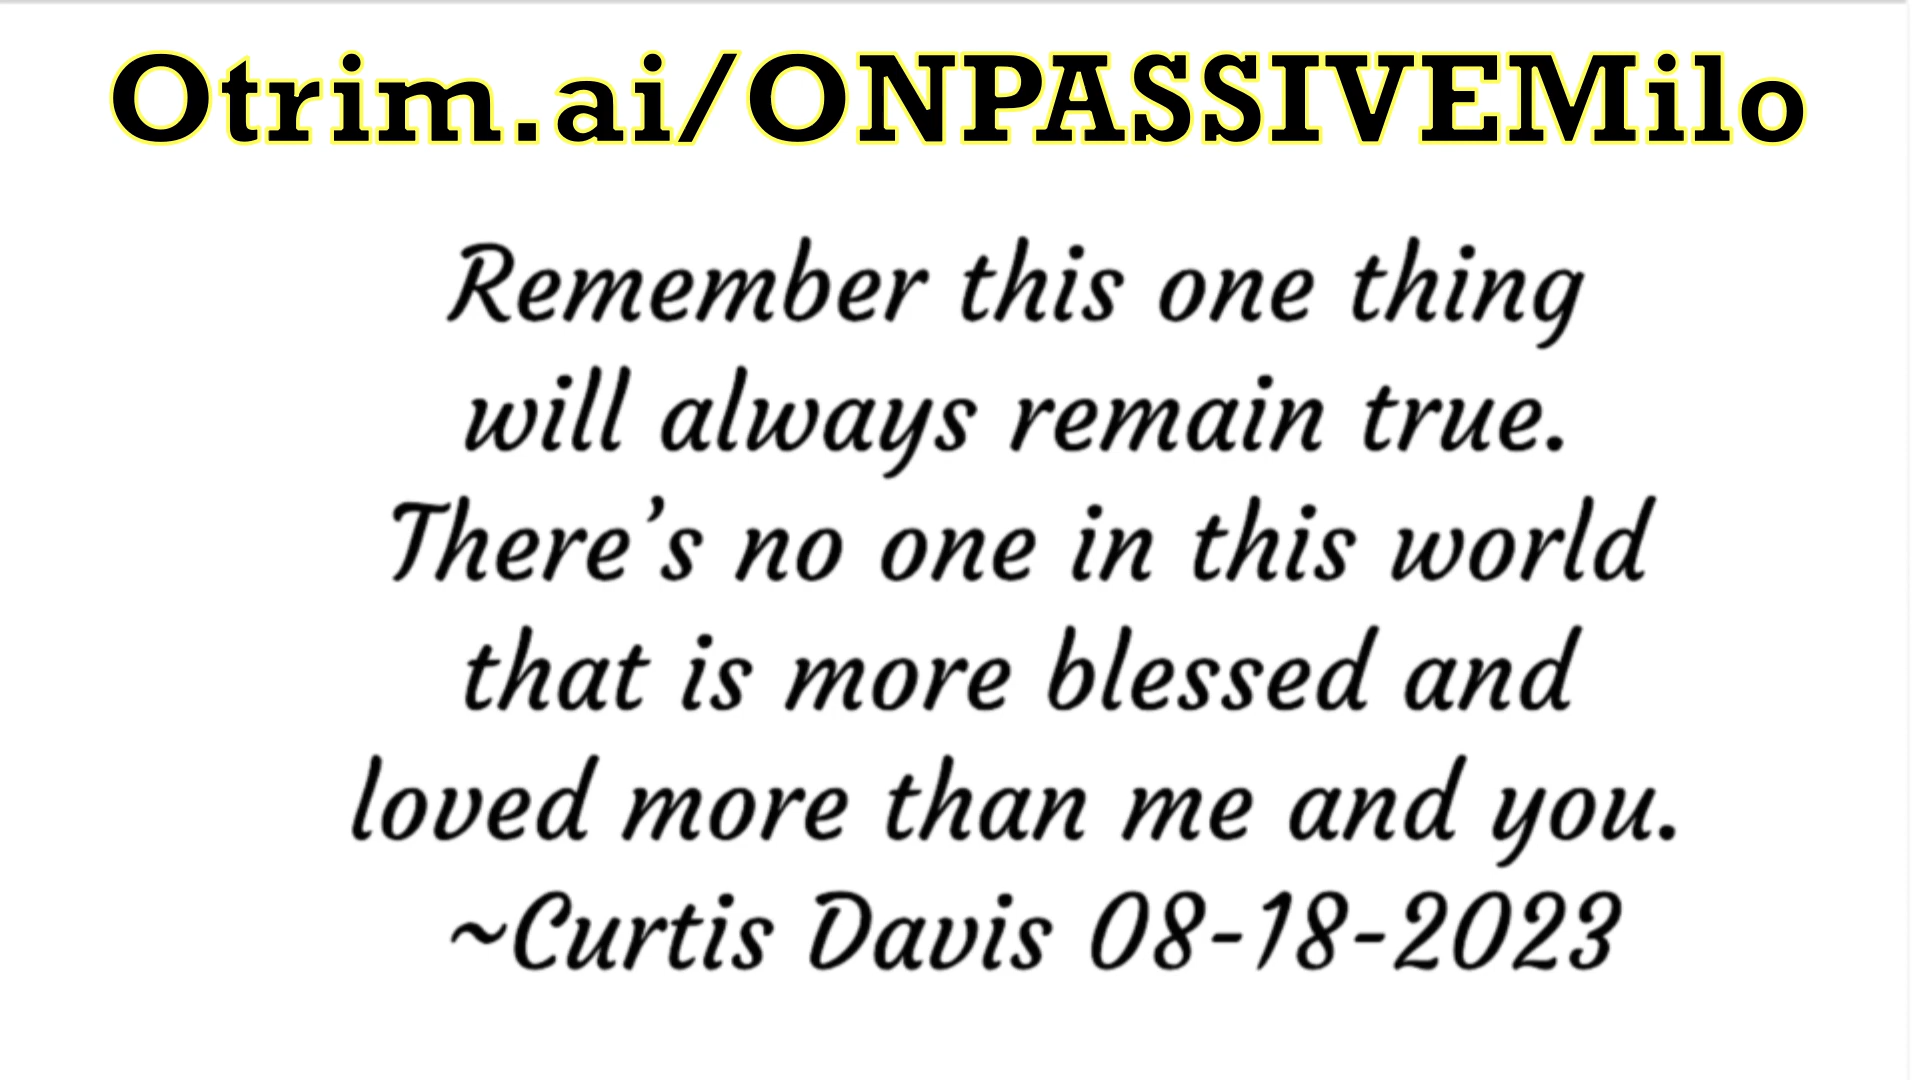 Otrim.ai/ONPASSIVEMilo
Remember this one thing
will always remain true.
There's no one in this world
that is more blessed and
loved more than me and you.
~Curtis Davis 08-18-2023